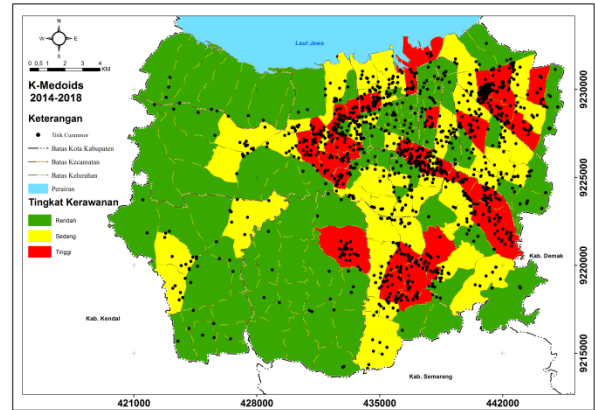 N
W E
S
0 0,5 1 2 3 4
KM
K-Medoids
2014-2018
Keterangan
Titik Curanmor
Batas Kota Kabupaten
Batas Kecamatan
Batas Kelurahan
Perairan
Tingkat Kerawanan
Rendah
Sedang
Tinggi
Laut Jawa
Kab. Kendal
Kab. Demak
Kab. Semarang
9230000
9225000
9220000
9215000
421000 428000 435000 442000